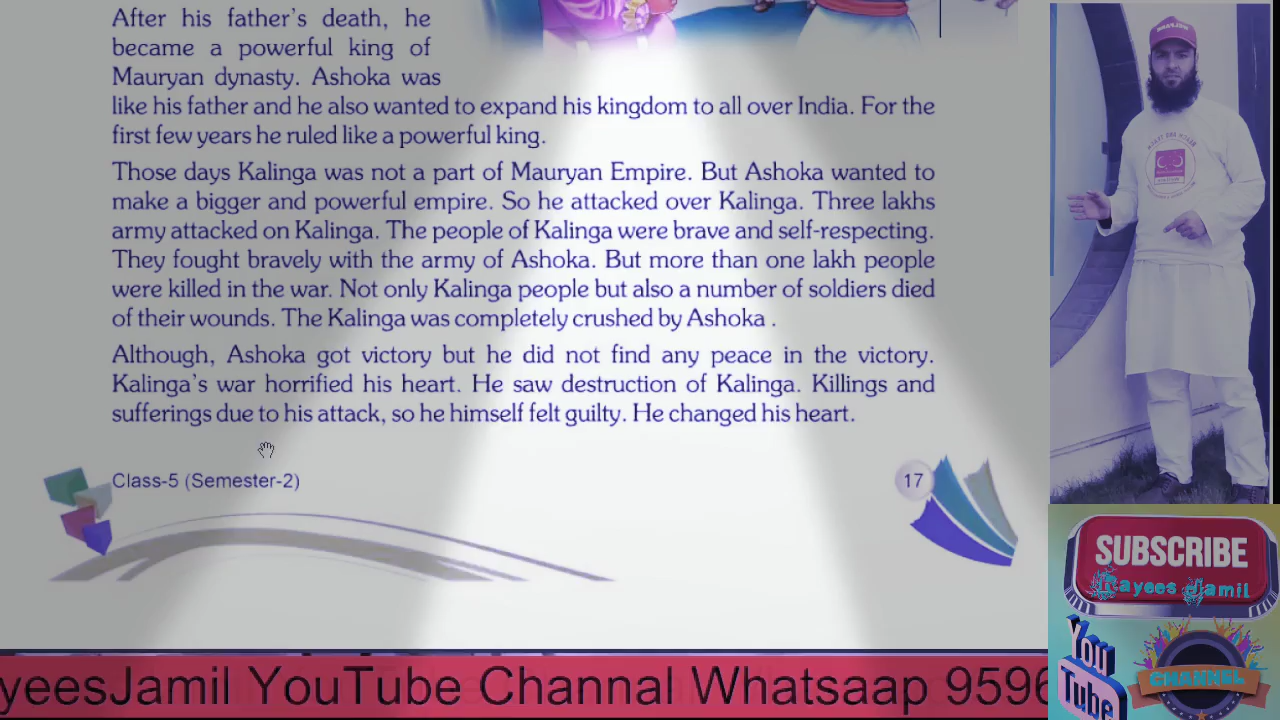 After his father's death, he
became a powerful king of
Mauryan dynasty. Ashoka was
like his father and he also wanted to expand his kingdom to all over India. For the
first few years he ruled like a powerful king.
Those days Kalinga was not a part of Mauryan Empire. But Ashoka wanted to
make a bigger and powerful empire. So he attacked over Kalinga. Three lakhs
army attacked on Kalinga. The people of Kalinga were brave and self-respecting.
They fought bravely with the army of Ashoka. But more than one lakh people
were killed in the war. Not only Kalinga people but also a number of soldiers died
of their wounds. The Kalinga was completely crushed by Ashoka .
Although, Ashoka got victory but he did not find any peace in the victory.
Kalinga's war horrified his heart. He saw destruction of Kalinga. Killings and
sufferings due to his attack, so he himself felt guilty. He changed his heart.
Class-5 (Semester-2)
17
SUBSCRIBE
Rayees Jamil
You
Tube
CHANNEL
yeesJamil YouTube Channal Whatsaap 9596